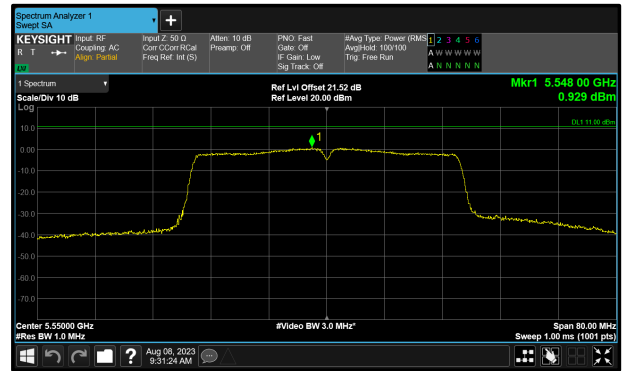 Spectrum Analyzer 1
Swept SA
+
KEYSIGHT Input: RF Input Z: 50 Ω Atten: 10 dB PNO: Fast #Avg Type: Power (RMS 1 2 3 4 5 6
R T Coupling: AC Corr CCorr RCal Preamp: Off Gate: Off Avg|Hold: 100/100 A W W W W W
Align: Partial Freq Ref: Int (S) IF Gain: Low Trig: Free Run
Sig Track: Off A N N N N N
1 Spectrum Ref Lvl Offset 21.52 dB Mkr1 5.548 00 GHz
Scale/Div 10 dB Ref Level 20.00 dBm 0.929 dBm
Log
DL1 11.00 dBm
10.0
1
0.00
-10.0
-20.0
-30.0
-40.0
-50.0
-60.0
-70.0
Center 5.55000 GHz #Video BW 3.0 MHz* Span 80.00 MHz
#Res BW 1.0 MHz Sweep 1.00 ms (1001 pts)
? Aug 08, 2023
9:31:24 AM